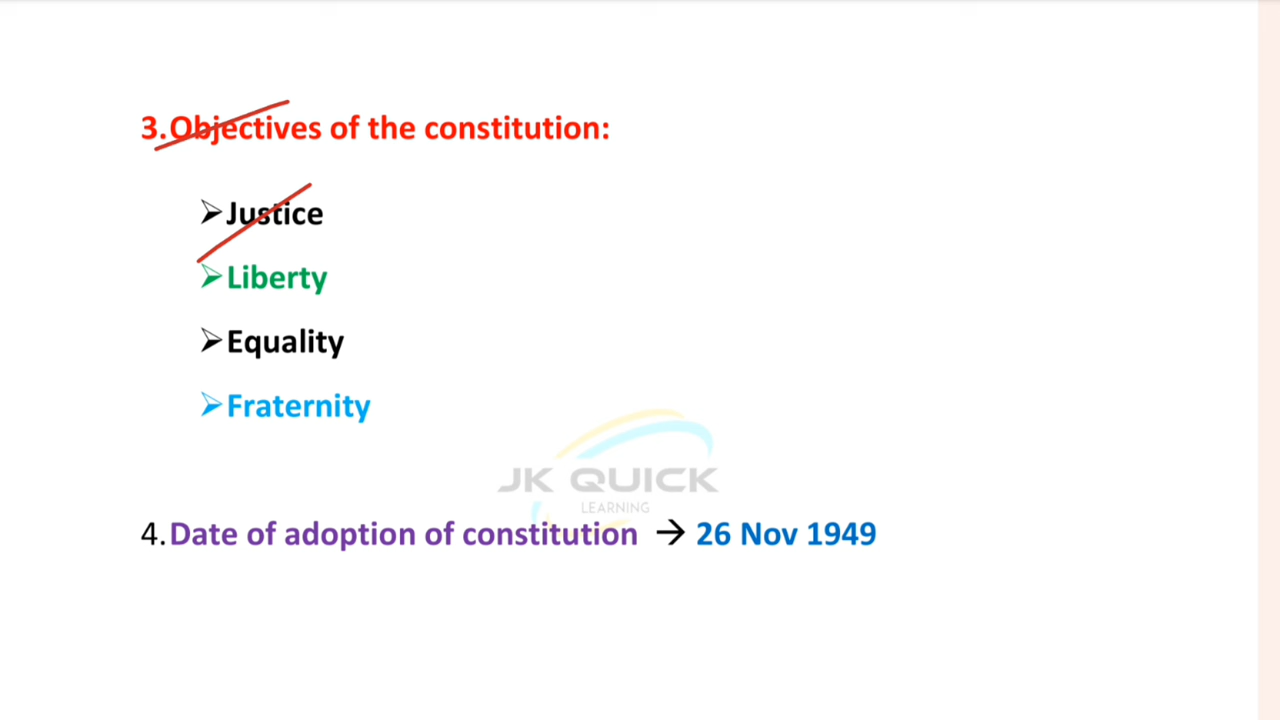 3.Objectives of the constitution:
➢Justice
➢Liberty
➢Equality
➢Fraternity
JK QUICK
LEARNING
4.Date of adoption of constitution → 26 Nov 1949